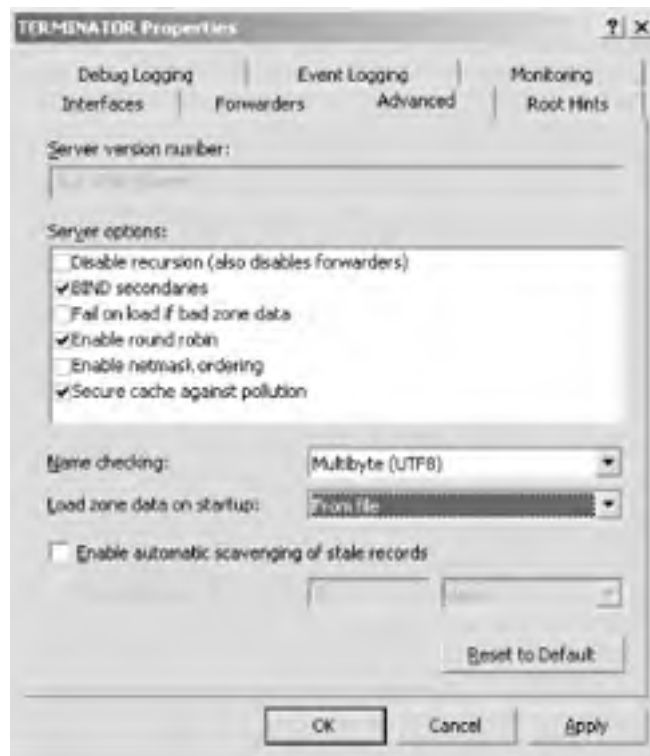 TERMINATOR Properties ? ×
Debug Logging Event Logging Monitoring
Interfaces Forwarders Advanced Root Hints
Server version number:
Server options:
Disable recursion (also disables forwarders)
BIND secondaries
Fail on load if bad zone data
Enable round robin
Enable netmask ordering
Secure cache against pollution
Name checking: Multibyte (UTF8)
Load zone data on startup: From file
Enable automatic scavenging of stale records
Reset to Default
OK Cancel Apply